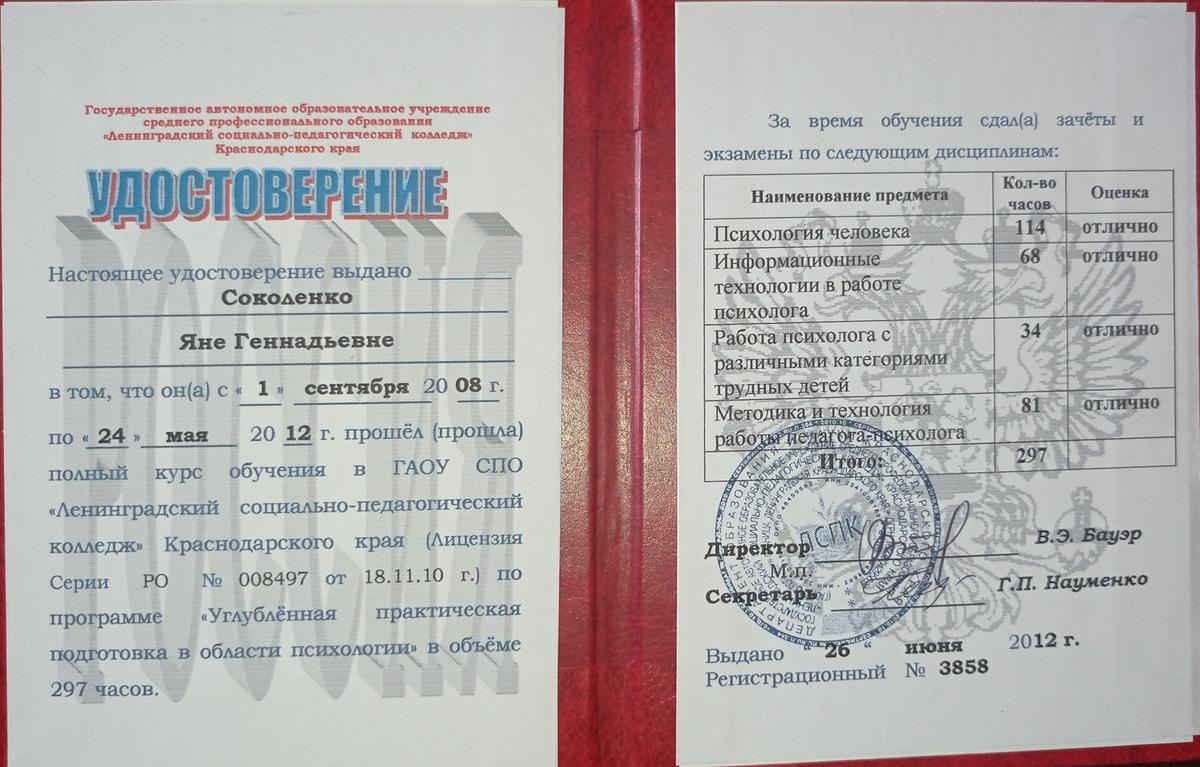 Государственное автономное образовательное учреждение
среднего профессионального образования
«Ленинградский социально-педагогический колледж»
Краснодарского края
УДОСТОВЕРЕНИЕ
Настоящее удостоверение выдано
Соколенко
Яне Геннадьевне
в том, что он(а) с « 1 » сентября 20 08 г.
по « 24 » мая 20 12 г. прошёл (прошла)
полный курс обучения в ГАОУ СПО
«Ленинградский социально-педагогический
колледж» Краснодарского края (Лицензия
Серии РО № 008497 от 18.11.10 г.) по
программе «Углублённая практическая
подготовка в области психологии» в объёме
297 часов.
За время обучения сдал(а) зачёты и
экзамены по следующим дисциплинам:
Наименование предмета Кол-во часов Оценка
Психология человека 114 отлично
Информационные 68 отлично
технологии в работе
психолога
Работа психолога с 34 отлично
различными категориями
трудных детей
Методика и технология 81 отлично
работы педагога-психолога
Итого: 297
ЛСПК
Директор В.Э. Бауэр
М.п.
Секретарь Г.П. Науменко
Выдано " 26 " июня 2012 г.
Регистрационный № 3858